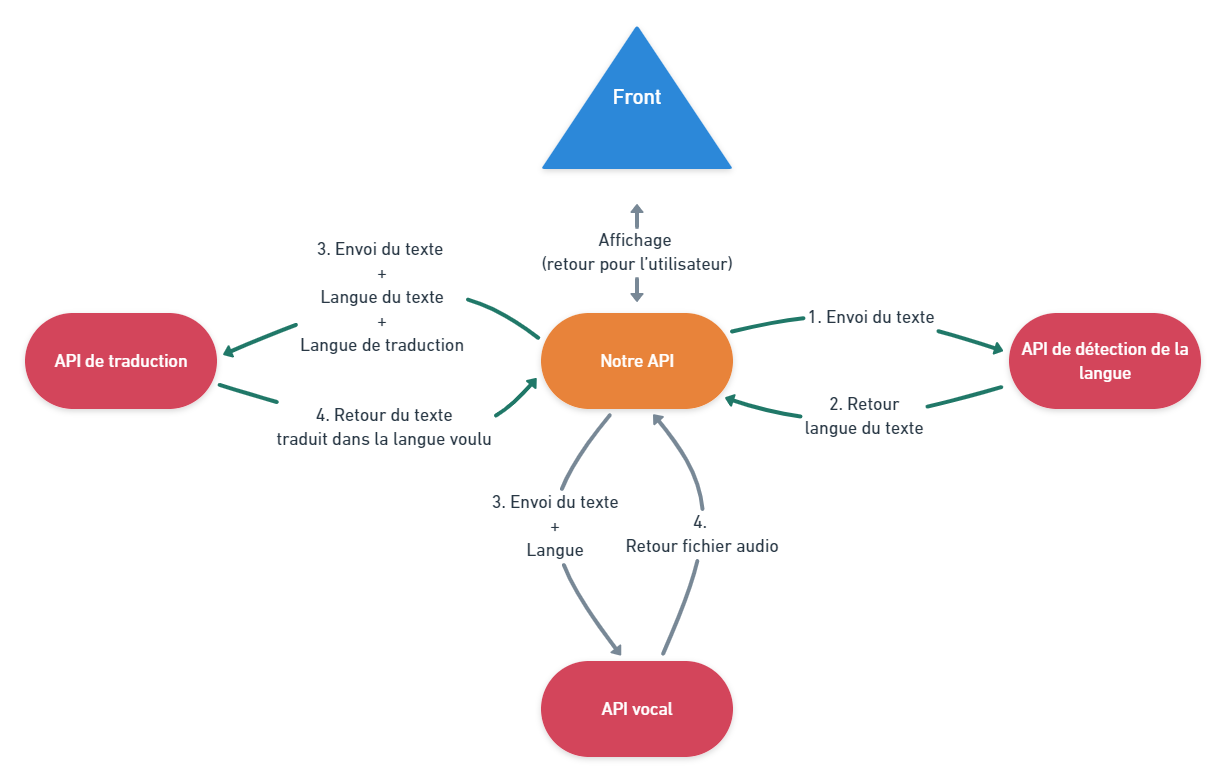 Front
Affichage
(retour pour l'utilisateur)
3. Envoi du texte
+
Langue du texte
+
Langue de traduction
1. Envoi du texte
API de traduction
Notre API
API de détection de la
langue
4. Retour du texte
traduit dans la langue voulu
2. Retour
langue du texte
3. Envoi du texte
+
Langue
4.
Retour fichier audio
API vocal